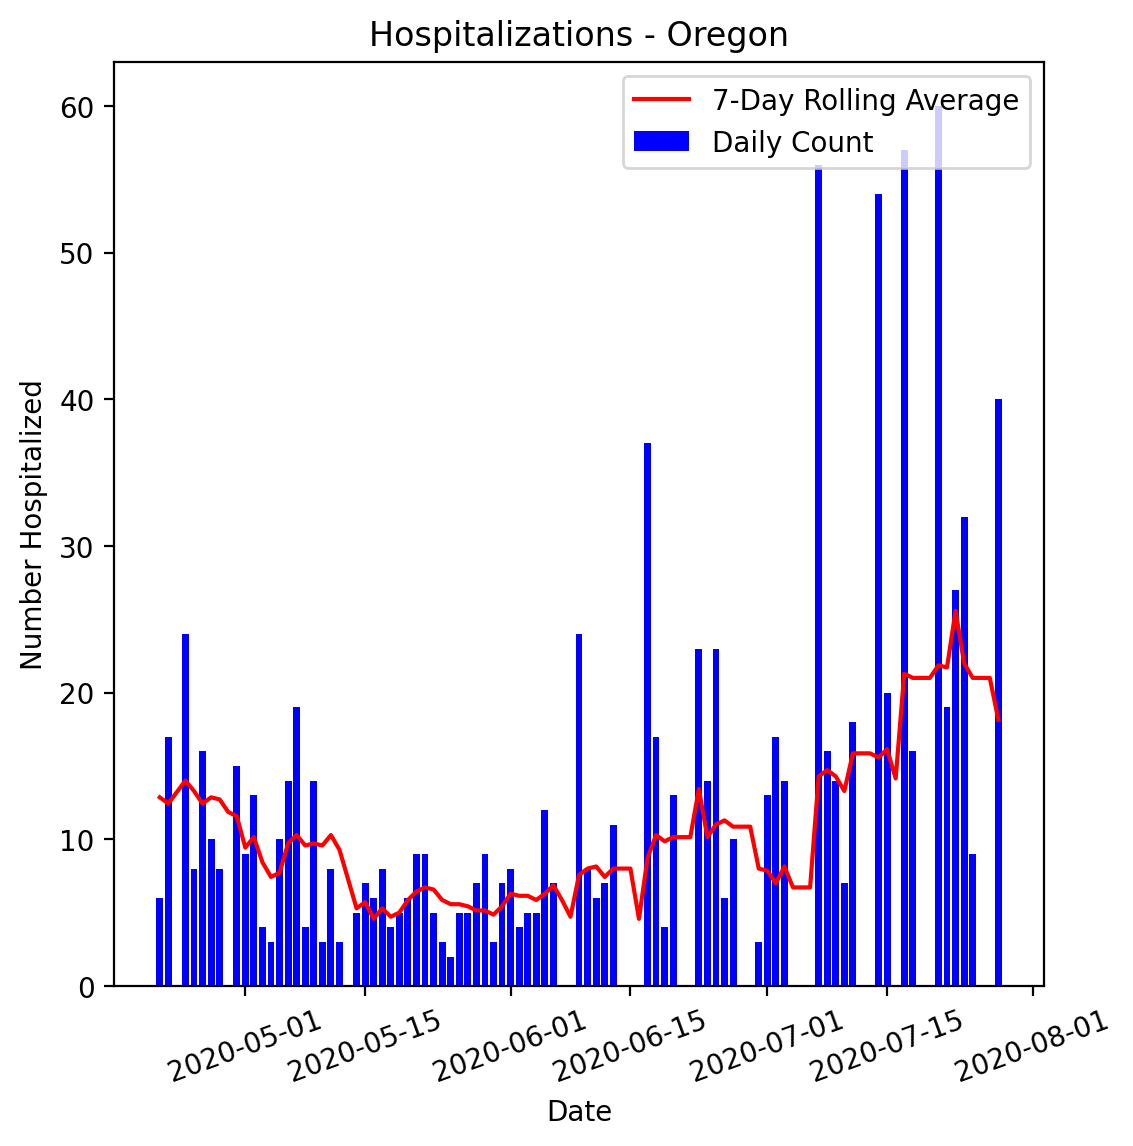 Hospitalizations - Oregon
7-Day Rolling Average
Daily Count
60
50
40
30
20
10
0
Number Hospitalized
2020-05-01
2020-05-15
2020-06-01
2020-06-15
2020-07-01
2020-07-15
2020-08-01
Date